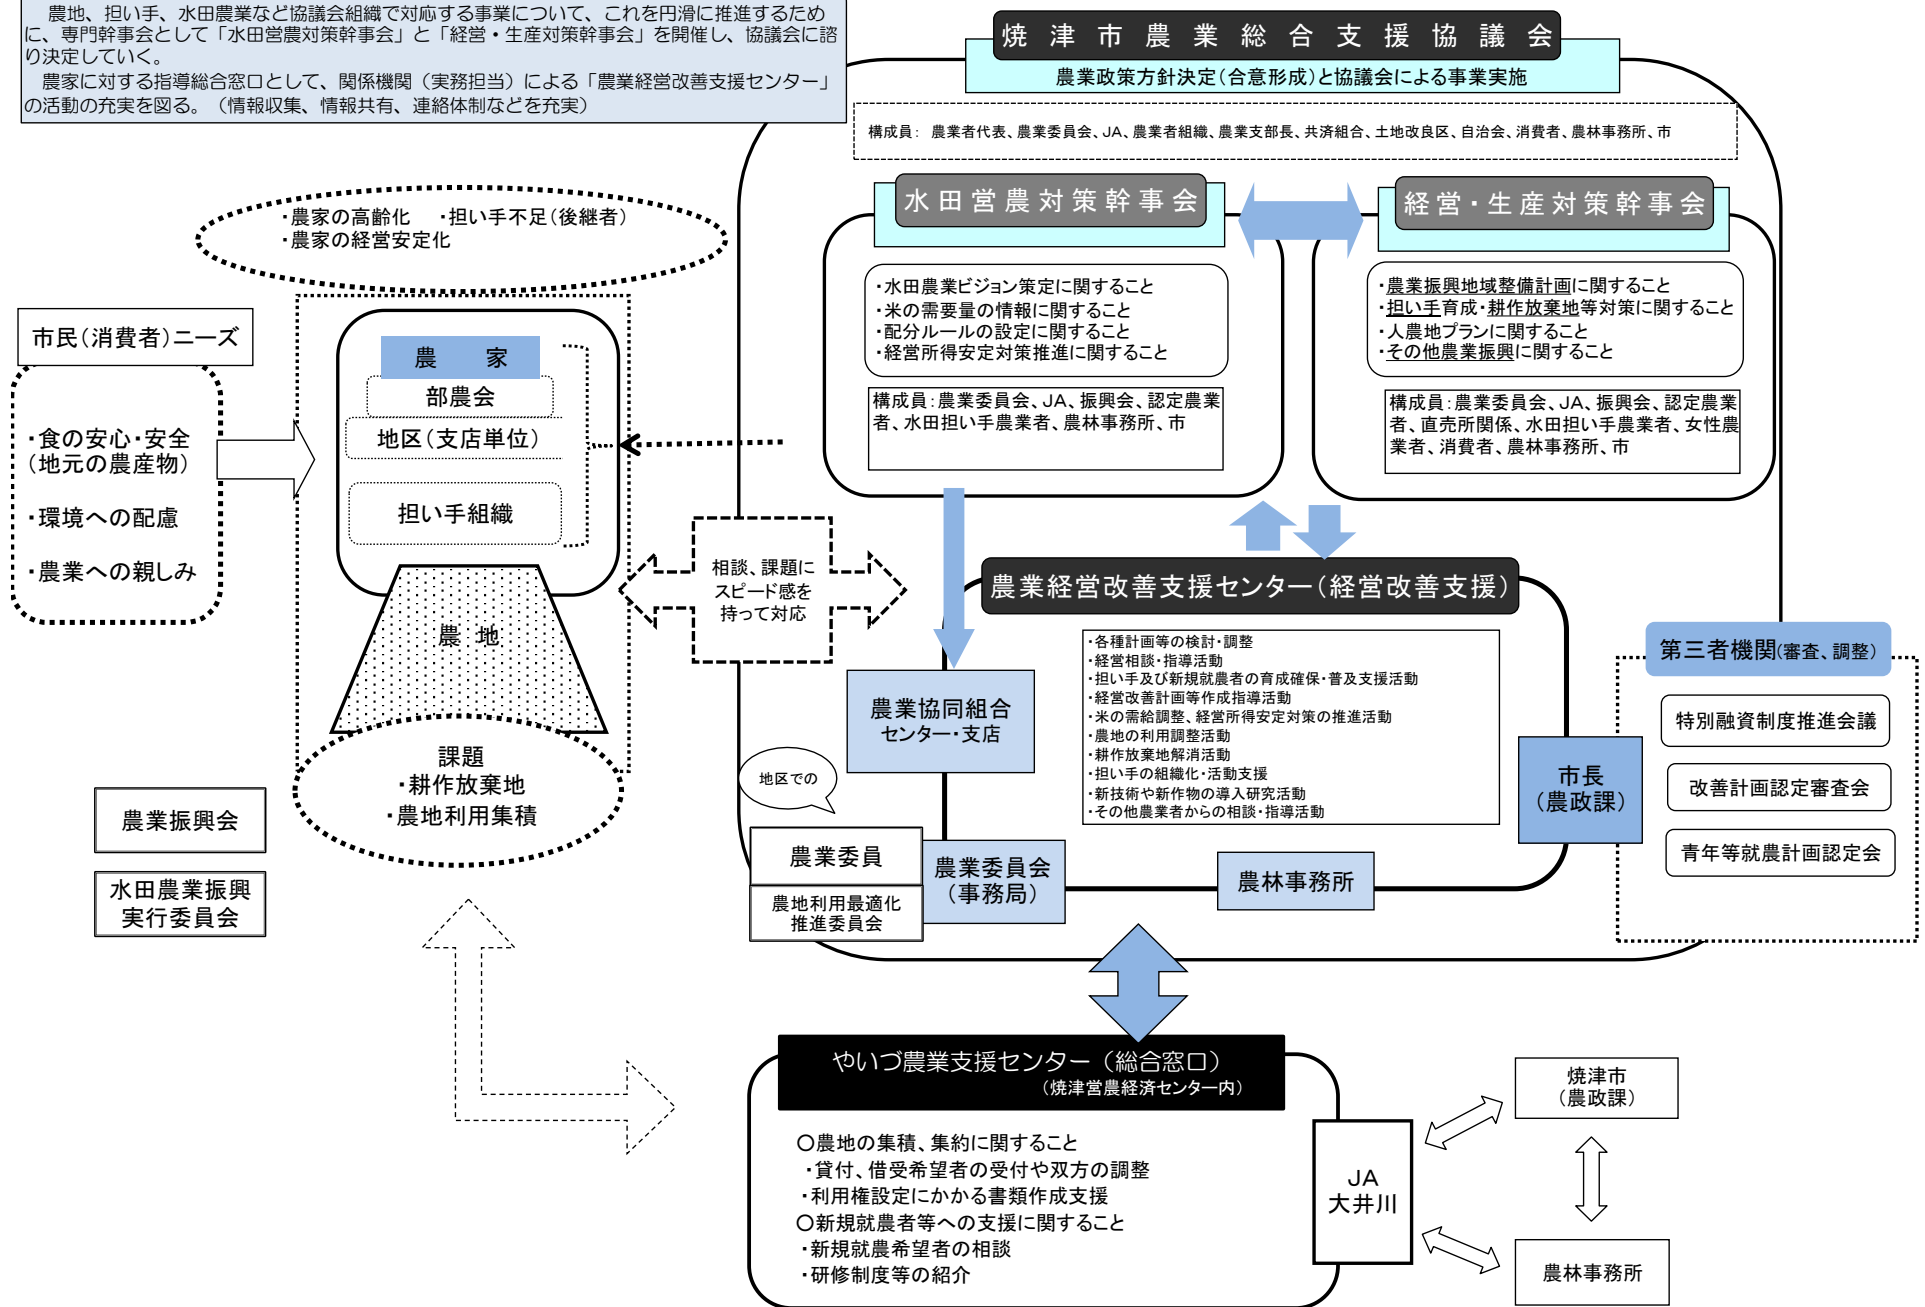 農地、担い手、水田農業など協議会組織で対応する事業について、これを円滑に推進するため
に、専門幹事会として「水田営農対策幹事会」と「経営・生産対策幹事会」を開催し、協議会に諮
り決定していく。
農家に対する指導総合窓口として、関係機関（実務担当）による「農業経営改善支援センター」
の活動の充実を図る。（情報収集、情報共有、連絡体制などを充実）
焼津市農業総合支援協議会
農業政策方針決定（合意形成）と協議会による事業実施
構成員： 農業者代表、農業委員会、JA、農業者組織、農業支部長、共済組合、土地改良区、自治会、消費者、農林事務所、市
水田営農対策幹事会
・水田農業ビジョン策定に関すること
・米の需要量の情報に関すること
・配分ルールの設定に関すること
・経営所得安定対策推進に関すること
構成員：農業委員会、JA、振興会、認定農業
者、水田担い手農業者、農林事務所、市
経営・生産対策幹事会
・農業振興地域整備計画に関すること
・担い手育成・耕作放棄地等対策に関すること
・人農地プランに関すること
・その他農業振興に関すること
構成員：農業委員会、JA、振興会、認定農業
者、直売所関係、水田担い手農業者、女性農
業者、消費者、農林事務所、市
・農家の高齢化 ・担い手不足（後継者）
・農家の経営安定化
市民（消費者）ニーズ
・食の安心・安全
（地元の農産物）
・環境への配慮
・農業への親しみ
農 家
部農会
地区（支店単位）
担い手組織
農 地
課題
・耕作放棄地
・農地利用集積
農業振興会
水田農業振興
実行委員会
相談、課題に
スピード感を
持って対応
農業経営改善支援センター（経営改善支援）
・各種計画等の検討・調整
・経営相談・指導活動
・担い手及び新規就農者の育成確保・普及支援活動
・経営改善計画等作成指導活動
・米の需給調整、経営所得安定対策の推進活動
・農地の利用調整活動
・耕作放棄地解消活動
・担い手の組織化・活動支援
・新技術や新作物の導入研究活動
・その他農業者からの相談・指導活動
農業協同組合
センター・支店
地区での
農業委員
農地利用最適化
推進委員会
農業委員会
（事務局）
農林事務所
市長
（農政課）
第三者機関（審査、調整）
特別融資制度推進会議
改善計画認定審査会
青年等就農計画認定会
やいづ農業支援センター（総合窓口）
（焼津営農経済センター内）
〇農地の集積、集約に関すること
・貸付、借受希望者の受付や双方の調整
・利用権設定にかかる書類作成支援
〇新規就農者等への支援に関すること
・新規就農希望者の相談
・研修制度等の紹介
JA
大井川
焼津市
（農政課）
農林事務所